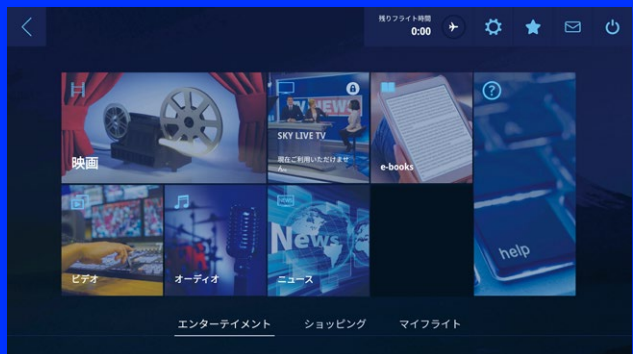 残りフライト時間
0:00
映画
NEWS
SKY LIVE TV
現在ご利用いただけませ
ん。
e-books
?
help
ビデオ
オーディオ
NEWS
News
ニュース
エンターテイメント
ショッピング
マイフライト